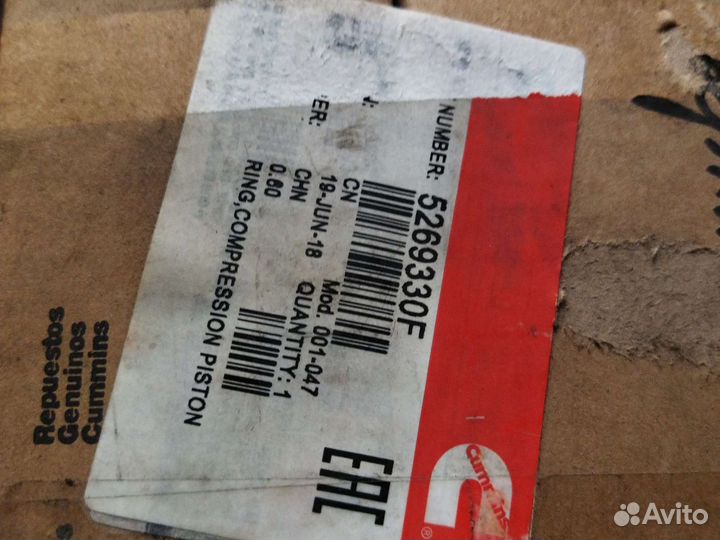 NUMBER: 5269330F
CN
19-JUN-18 Mod. 001-047
CHN QUANTITY: 1
0.60
RING,COMPRESSION PISTON
EAC
Cummins
®
Repuestos
Genuinos
Cummins
Avito